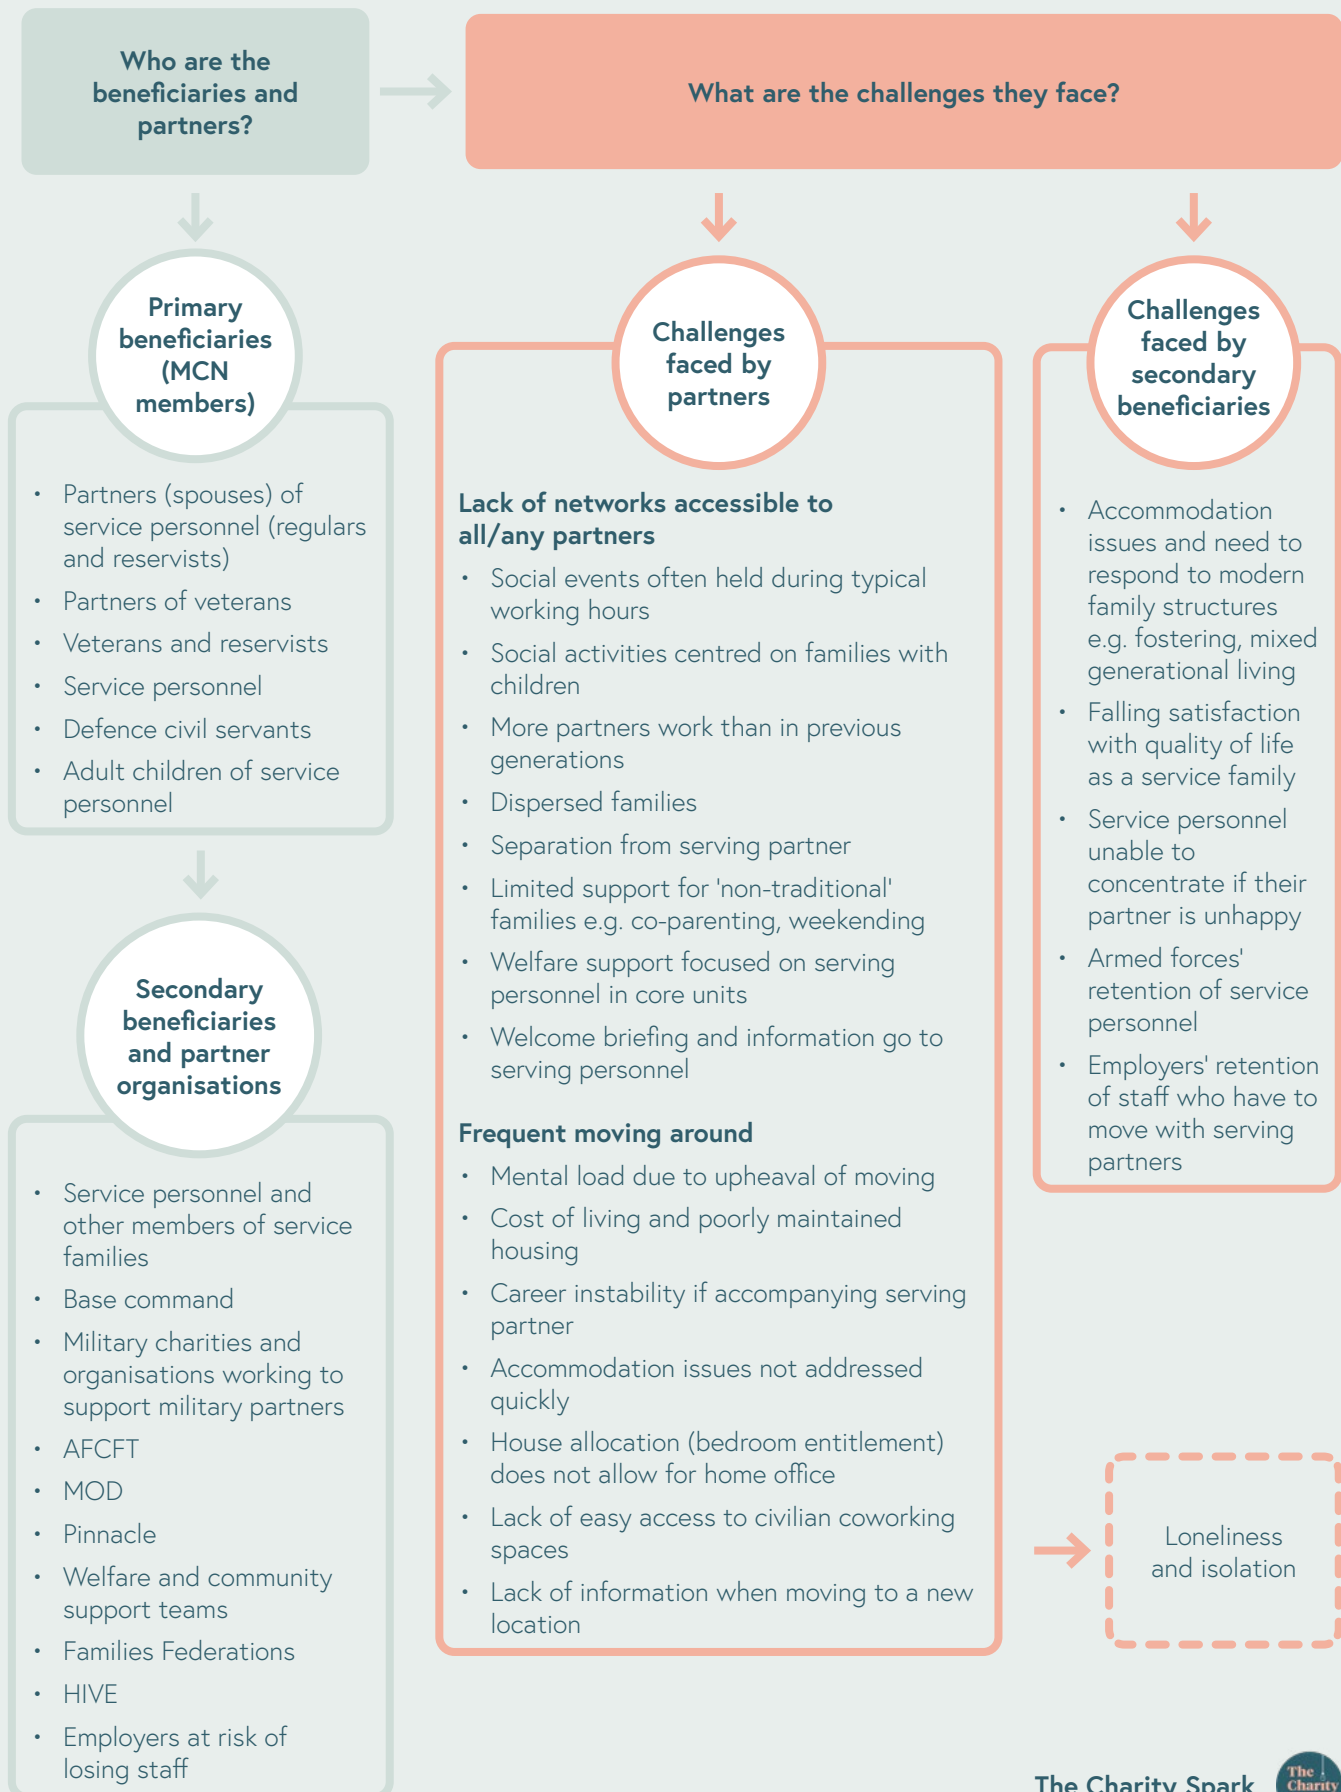 Who are the
beneficiaries and
partners?
What are the challenges they face?
Primary
beneficiaries
(MCN
members)
• Partners (spouses) of
service personnel (regulars
and reservists)
• Partners of veterans
• Veterans and reservists
• Service personnel
• Defence civil servants
• Adult children of service
personnel
Secondary
beneficiaries
and partner
organisations
• Service personnel and
other members of service
families
• Base command
• Military charities and
organisations working to
support military partners
• AFCFT
• MOD
• Pinnacle
• Welfare and community
support teams
• Families Federations
• HIVE
• Employers at risk of
losing staff
Challenges
faced by
partners
Lack of networks accessible to
all/any partners
• Social events often held during typical
working hours
• Social activities centred on families with
children
• More partners work than in previous
generations
• Dispersed families
• Separation from serving partner
• Limited support for 'non-traditional'
families e.g. co-parenting, weekending
• Welfare support focused on serving
personnel in core units
• Welcome briefing and information go to
serving personnel
Frequent moving around
• Mental load due to upheaval of moving
• Cost of living and poorly maintained
housing
• Career instability if accompanying serving
partner
• Accommodation issues not addressed
quickly
• House allocation (bedroom entitlement)
does not allow for home office
• Lack of easy access to civilian coworking
spaces
• Lack of information when moving to a new
location
Challenges
faced by
secondary
beneficiaries
• Accommodation
issues and need to
respond to modern
family structures
e.g. fostering, mixed
generational living
• Falling satisfaction
with quality of life
as a service family
• Service personnel
unable to
concentrate if their
partner is unhappy
• Armed forces'
retention of service
personnel
• Employers' retention
of staff who have to
move with serving
partners
Loneliness
and isolation
The Charity Spark
The
Charity